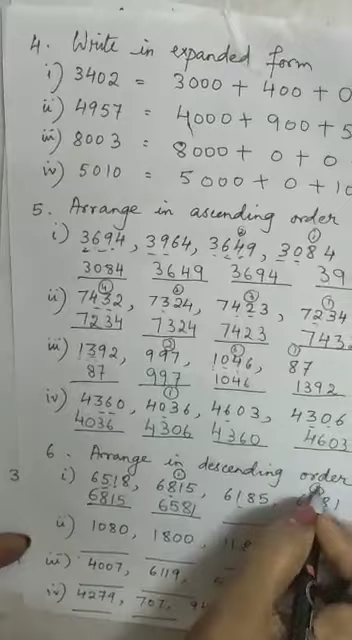 4. Write in expanded form
i) 3402 = 3000 + 400 + 0
ii) 4957 = 4000 + 900 + 5
iii) 8003 = 8000 + 0 + 0
iv) 5010 = 5000 + 0 + 10
5. Arrange in ascending order
i) 3694, 3964, 3649, 3084
3084 3649 3694 39
ii) 7432, 7324, 7423, 7234
7234 7324 7423 743
iii) 1392, 997, 1046, 87
87 997 1046 1392
iv) 4360, 4036, 4603, 4306
4036 4306 4360 4603
6. Arrange in descending order
3 i) 6518, 6815, 6185
6815 6581
ii) 1080, 1800,
iii) 4007, 6119,
iv) 4279, 707,